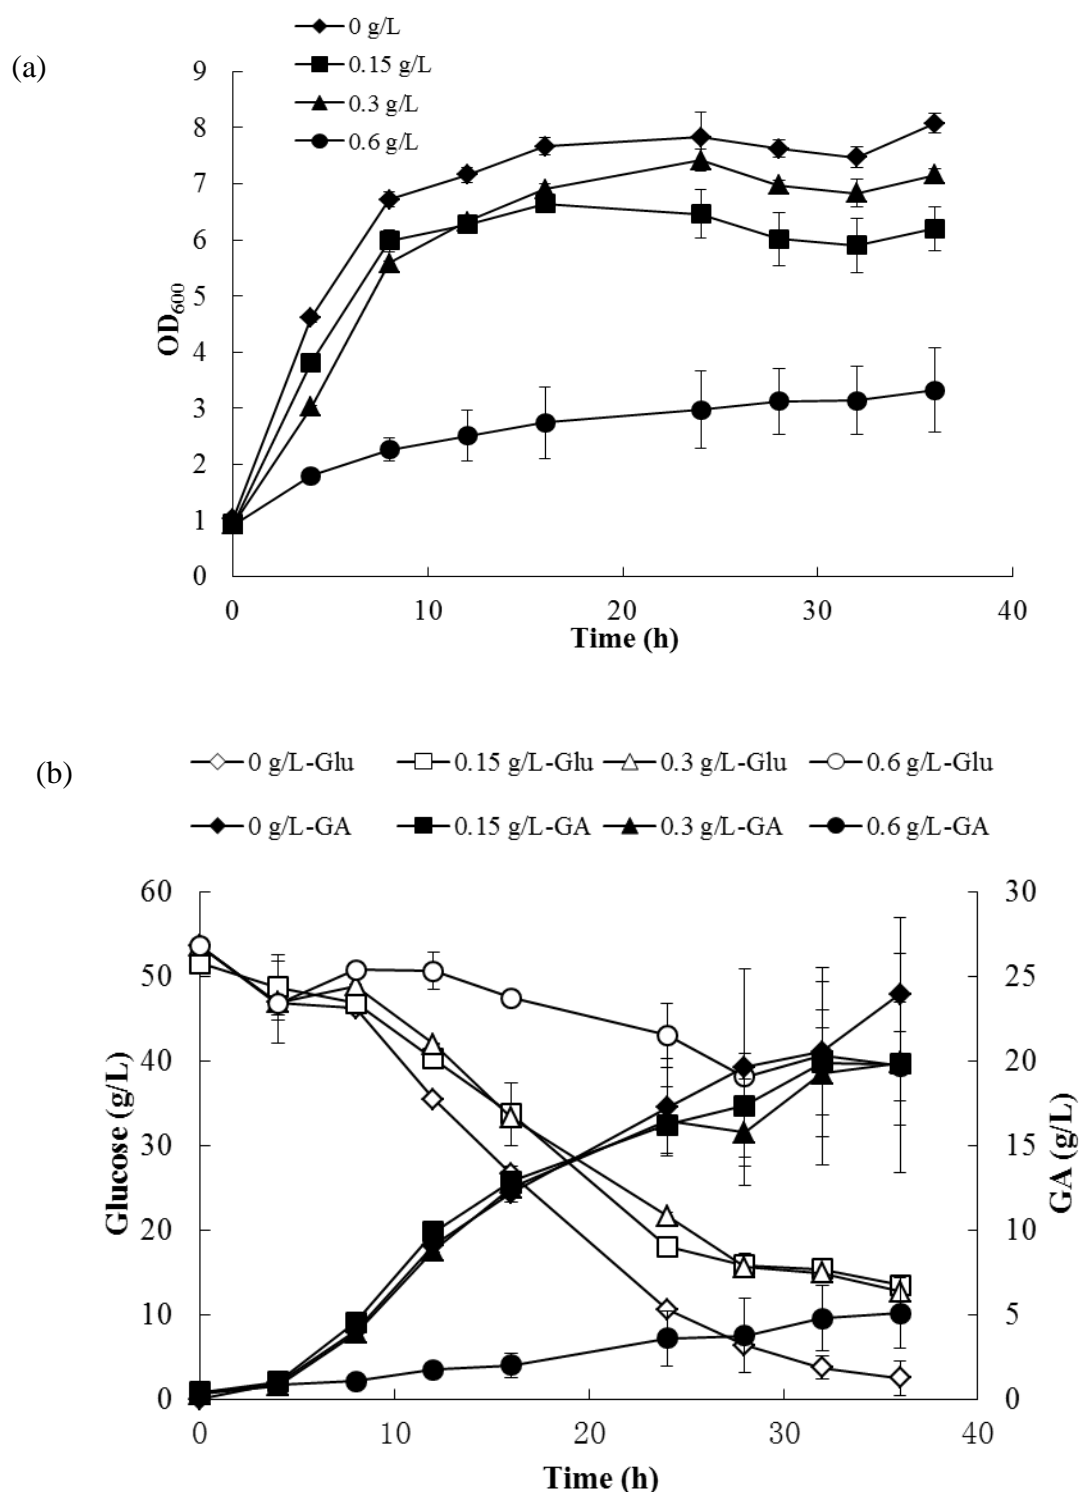 (a)
0 g/L
0.15 g/L
0.3 g/L
0.6 g/L
9
8
7
6
5
4
3
2
1
0
OD600
0 10 20 30 40
Time (h)
(b)
0 g/L-Glu 0.15 g/L-Glu 0.3 g/L-Glu 0.6 g/L-Glu
0 g/L-GA 0.15 g/L-GA 0.3 g/L-GA 0.6 g/L-GA
60 30
50 25
40 20
30 15
20 10
10 5
0 0
Glucose (g/L)
GA (g/L)
0 10 20 30 40
Time (h)